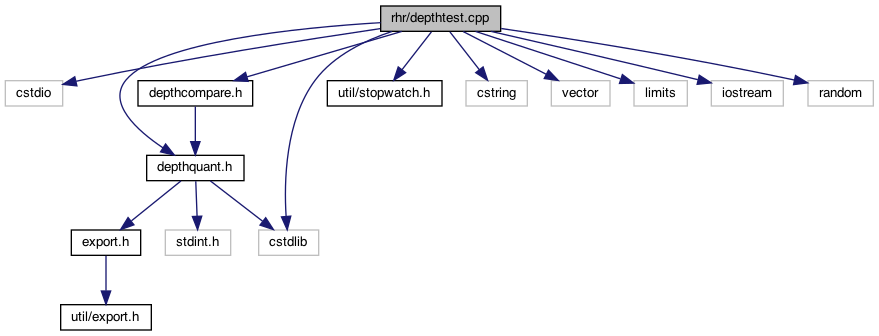 rhr/depthtest.cpp
cstdio
depthcompare.h
util/stopwatch.h
cstring
vector
limits
iostream
random
depthquant.h
export.h
stdint.h
cstdlib
util/export.h